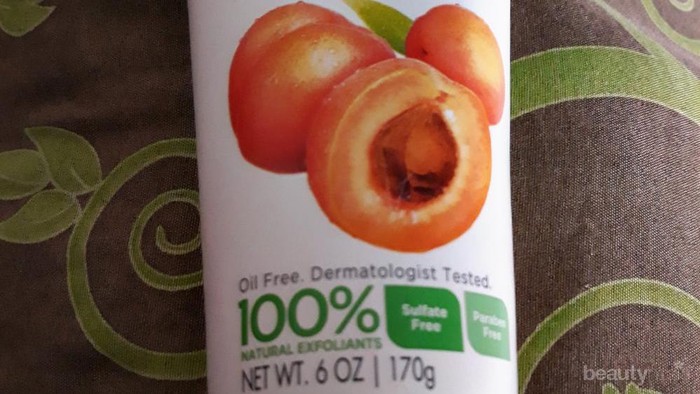 Oil Free. Dermatologist Tested.
100%
NATURAL EXFOLIANTS
Sulfate
Free
Paraben
Free
NET WT. 6 OZ | 170g
beauty